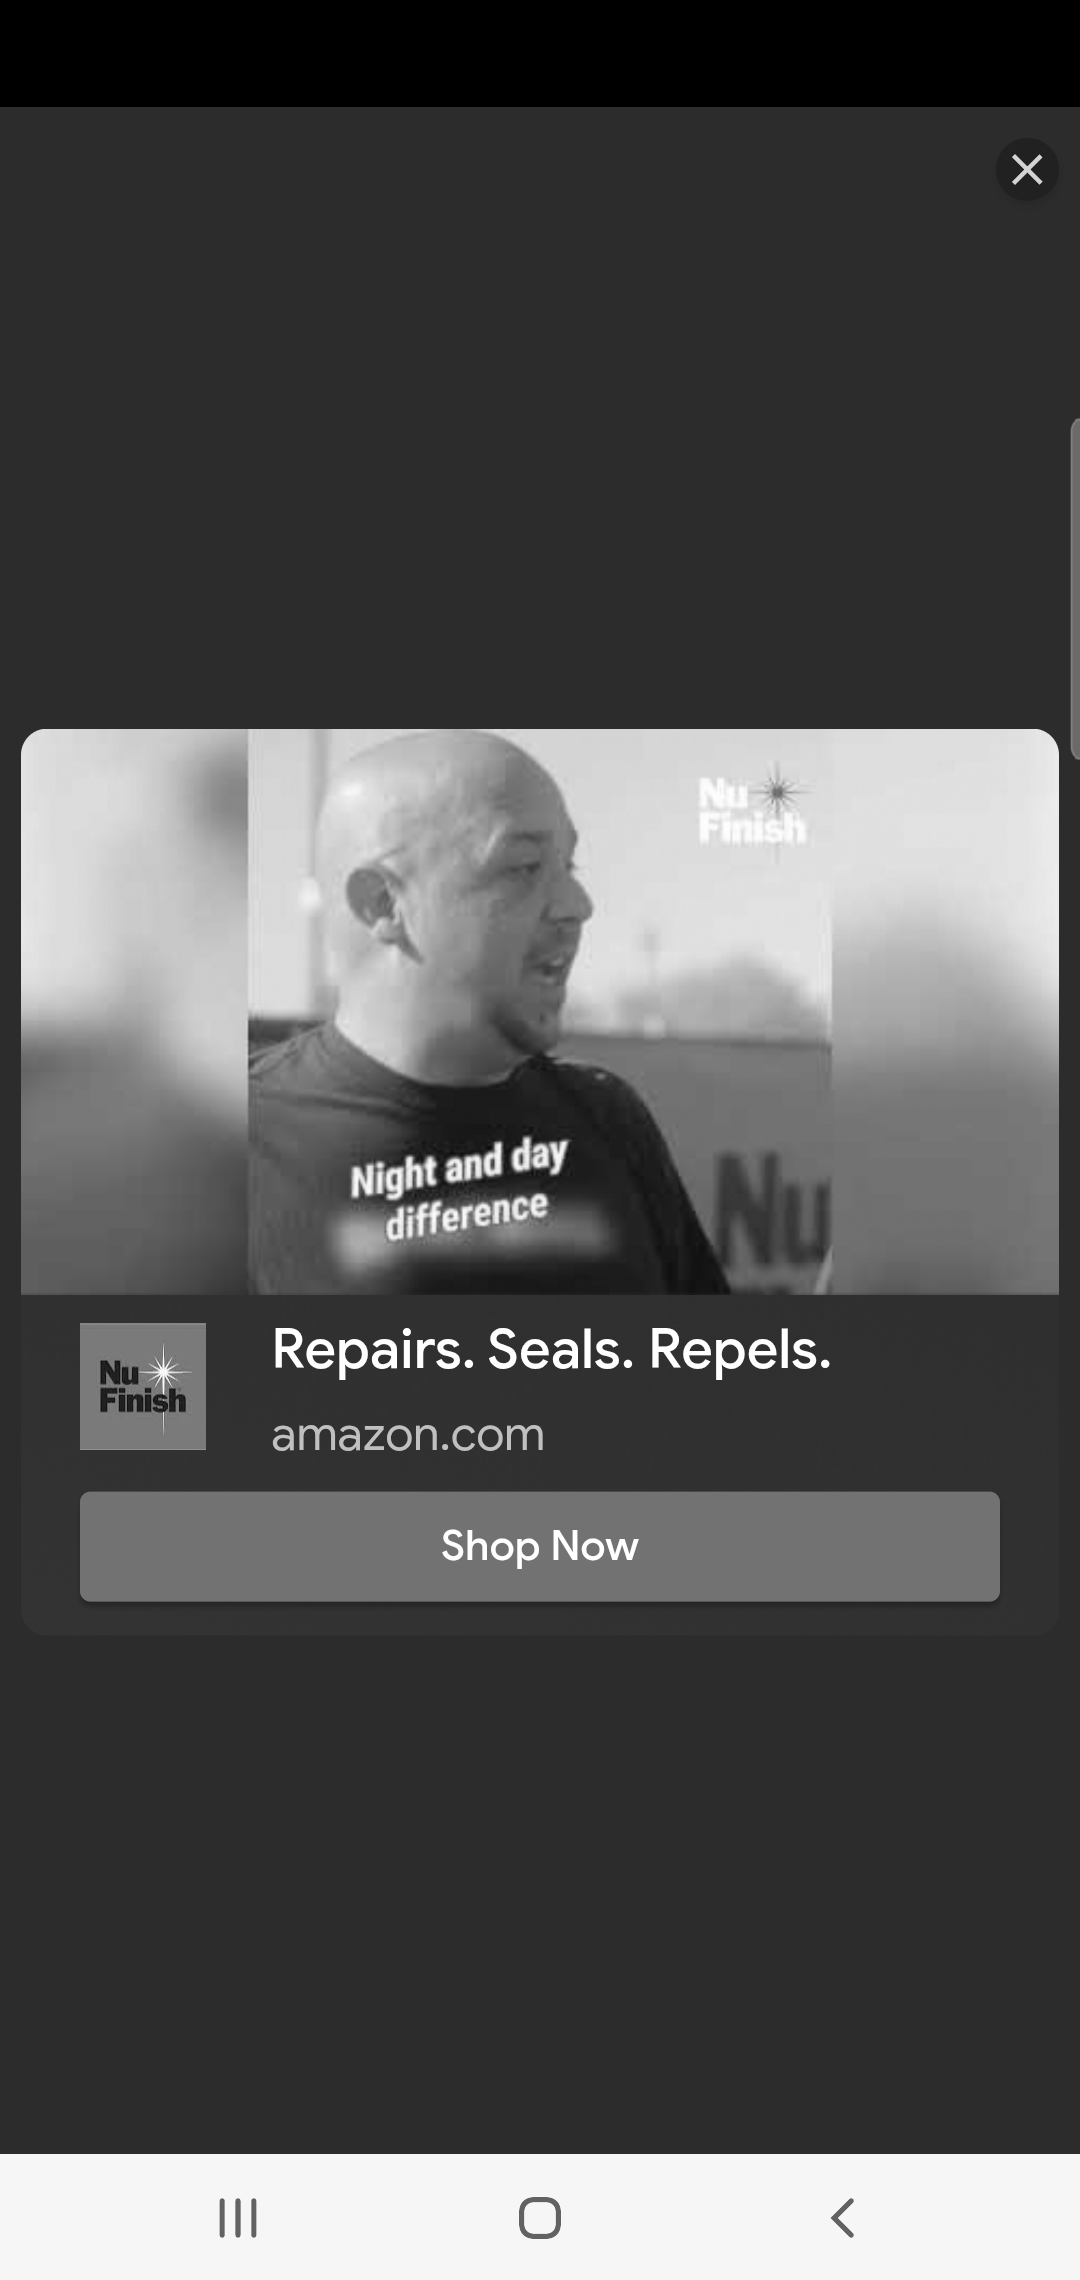 Nu
Finish
Night and day
difference
Nu
Nu
Finish
Repairs. Seals. Repels.
amazon.com
Shop Now